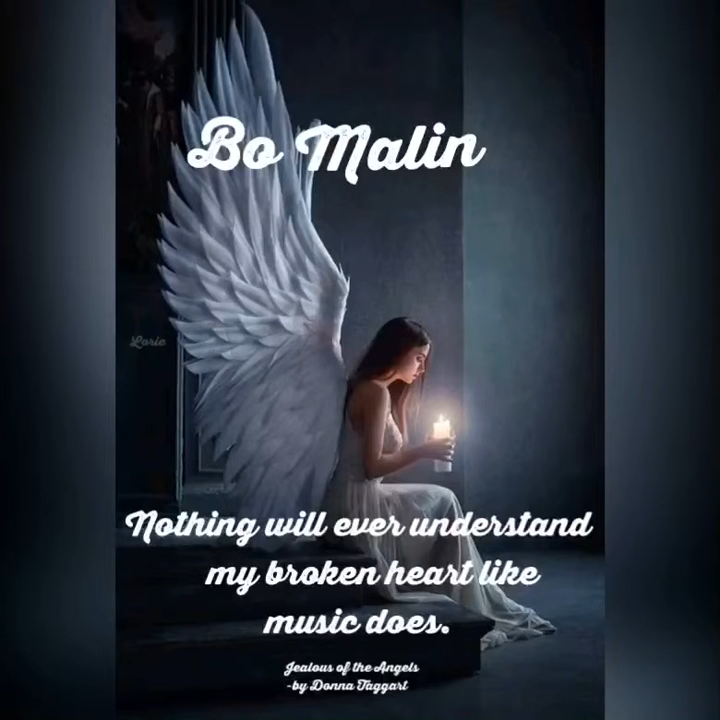 Bo Malin
Lorie
Nothing will ever understand
my broken heart like
music does.
Jealous of the Angels
-by Donna Taggart